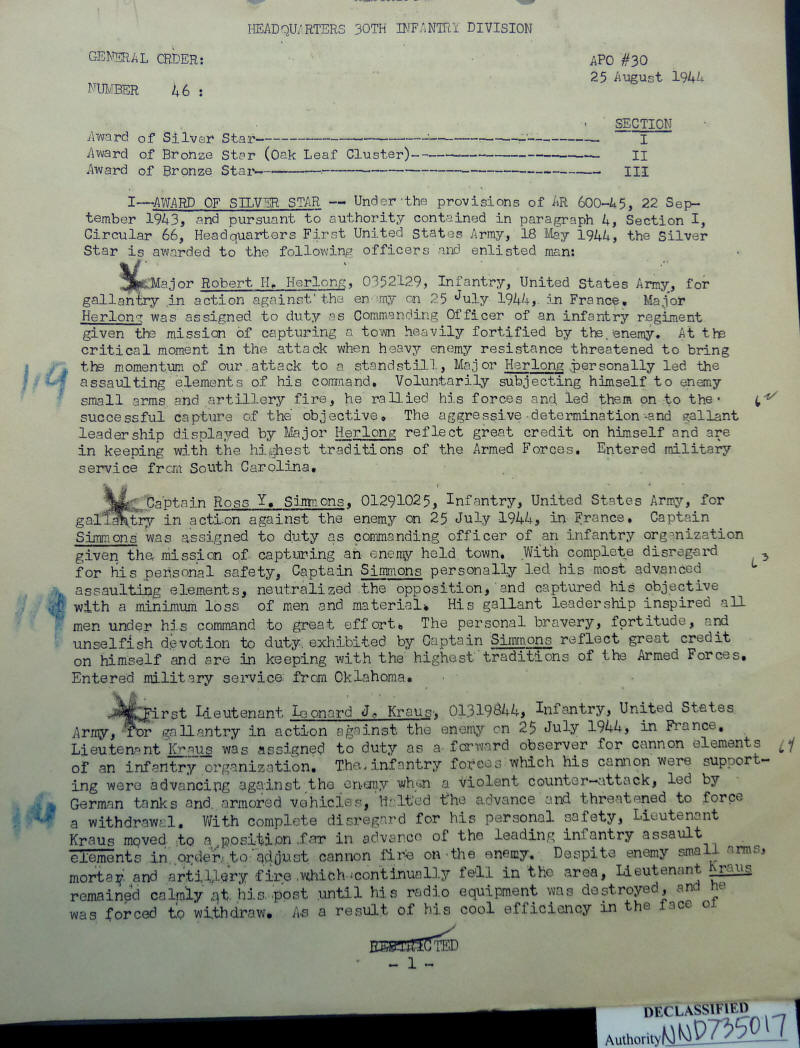 HEADQUARTERS 30TH INFANTRY DIVISION
GENERAL ORDER:
APO #30
25 August 1944
NUMBER 46 :
SECTION
Award of Silver Star--------------------------------------------- I
Award of Bronze Star (Oak Leaf Cluster)------------------------- II
Award of Bronze Star-------------------------------------------- III
I--AWARD OF SILVER STAR -- Under the provisions of AR 600-45, 22 Sep-
tember 1943, and pursuant to authority contained in paragraph 4, Section I,
Circular 66, Headquarters First United States Army, 18 May 1944, the Silver
Star is awarded to the following officers and enlisted man:
Major Robert H. Herlong, 0352129, Infantry, United States Army, for
gallantry in action against the enemy on 25 July 1944, in France. Major
Herlong was assigned to duty as Commanding Officer of an infantry regiment
given the mission of capturing a town heavily fortified by the enemy. At the
critical moment in the attack when heavy enemy resistance threatened to bring
the momentum of our attack to a standstill, Major Herlong personally led the
assaulting elements of his command. Voluntarily subjecting himself to enemy
small arms and artillery fire, he rallied his forces and led them on to the
successful capture of the objective. The aggressive determination and gallant
leadership displayed by Major Herlong reflect great credit on himself and are
in keeping with the highest traditions of the Armed Forces. Entered military
service from South Carolina.
Captain Ross Y. Simmons, 01291025, Infantry, United States Army, for
gallantry in action against the enemy on 25 July 1944, in France. Captain
Simmons was assigned to duty as commanding officer of an infantry organization
given the mission of capturing an enemy held town. With complete disregard
for his personal safety, Captain Simmons personally led his most advanced
assaulting elements, neutralized the opposition, and captured his objective
with a minimum loss of men and material. His gallant leadership inspired all
men under his command to great effort. The personal bravery, fortitude, and
unselfish devotion to duty exhibited by Captain Simmons reflect great credit
on himself and are in keeping with the highest traditions of the Armed Forces.
Entered military service from Oklahoma.
First Lieutenant Leonard J. Kraus, 01319844, Infantry, United States
Army, for gallantry in action against the enemy on 25 July 1944, in France.
Lieutenant Kraus was assigned to duty as a forward observer for cannon elements
of an infantry organization. The infantry forces which his cannon were support-
ing were advancing against the enemy when a violent counter-attack, led by
German tanks and armored vehicles, halted the advance and threatened to force
a withdrawal. With complete disregard for his personal safety, Lieutenant
Kraus moved to a position far in advance of the leading infantry assault
elements in order to adjust cannon fire on the enemy. Despite enemy small arms,
mortar and artillery fire which continually fell in the area, Lieutenant Kraus
remained calmly at his post until his radio equipment was destroyed, and he
was forced to withdraw. As a result of his cool efficiency in the face of
RESTRICTED
- 1 -
DECLASSIFIED
Authority NND735017